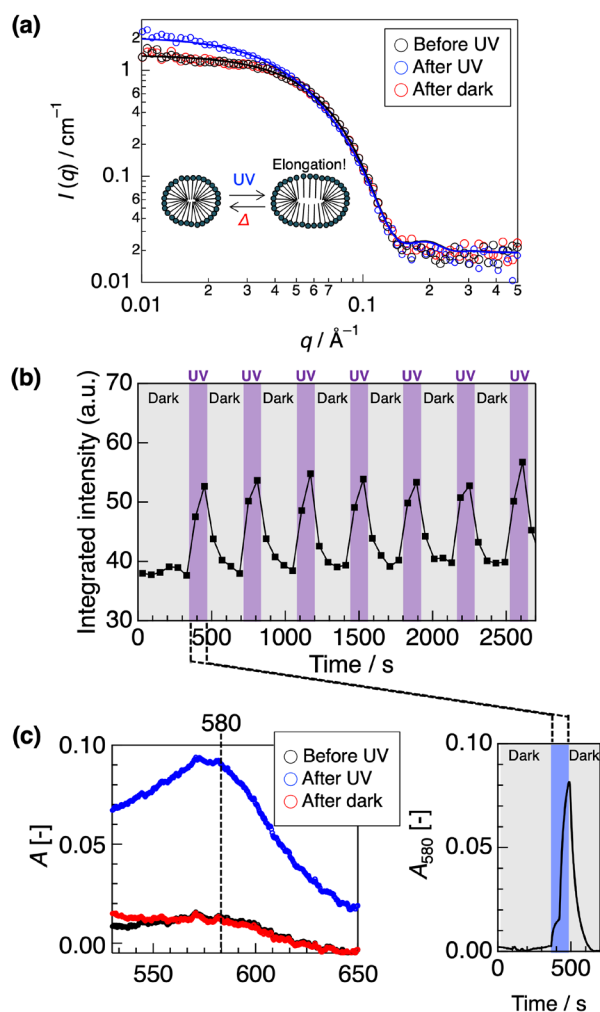 (a)
I (q) / cm⁻¹
2
1
6
5
4
3
2
0.1
6
5
4
3
2
0.01
Before UV
After UV
After dark
Elongation!
UV
Δ
0.01 2 3 4 5 6 7 0.1 2 3 4 5
q / Å⁻¹
(b)
UV UV UV UV UV UV UV
Integrated intensity (a.u.)
70
60
50
40
30
Dark Dark Dark Dark Dark Dark Dark
0 500 1000 1500 2000 2500
Time / s
(c)
580
A [-]
0.10
0.05
0.00
Before UV
After UV
After dark
550 600 650
A₅₈₀ [-]
0.10
0.05
0.00
Dark Dark
0 500
Time / s